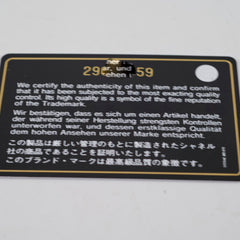 We certify the authenticity of this item and confirm
that it has been subjected to the most exacting quality
control. Its high quality is a symbol of the fine reputation
of the Trademark.
Wir bestätigen, dass es sich um einen Artikel handelt,
der während seiner Herstellung strengsten Kontrollen
unterworfen war, und dessen erstklassige Qualität
dem hohen Ansehen unserer Marke entspricht.
この製品は厳しい管理のもとに製造されたシャネル
社の商品であることを証明いたします。
このブランド・マークは最高級品質の象徴です。